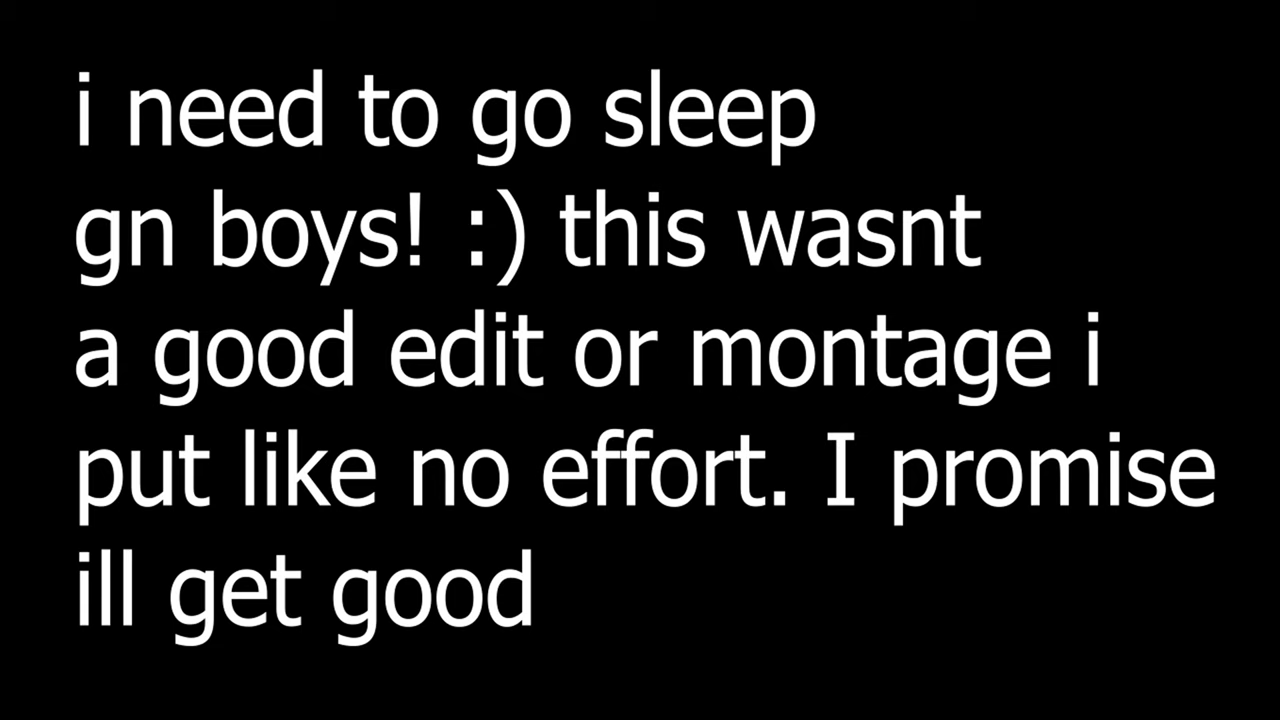 i need to go sleep
gn boys! :) this wasnt
a good edit or montage i
put like no effort. I promise
ill get good